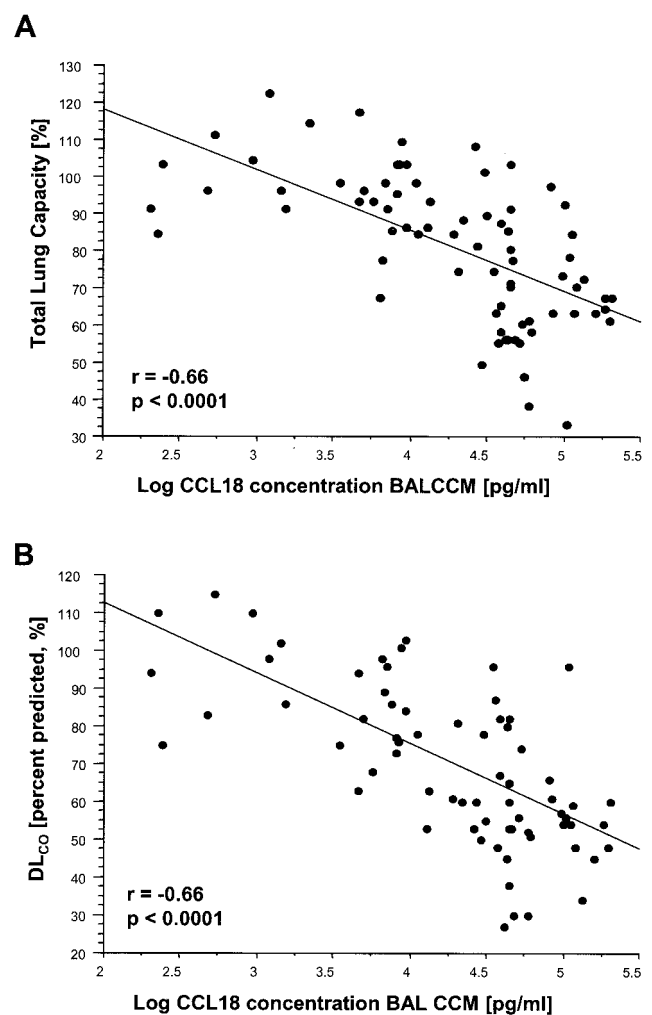 A
130
120
110
100
90
80
70
60
50
40
30
Total Lung Capacity [%]
r = -0.66
p < 0.0001
2 2.5 3 3.5 4 4.5 5 5.5
Log CCL18 concentration BALCCM [pg/ml]
B
120
110
100
90
80
70
60
50
40
30
20
DLCO [percent predicted, %]
r = -0.66
p < 0.0001
2 2.5 3 3.5 4 4.5 5 5.5
Log CCL18 concentration BAL CCM [pg/ml]